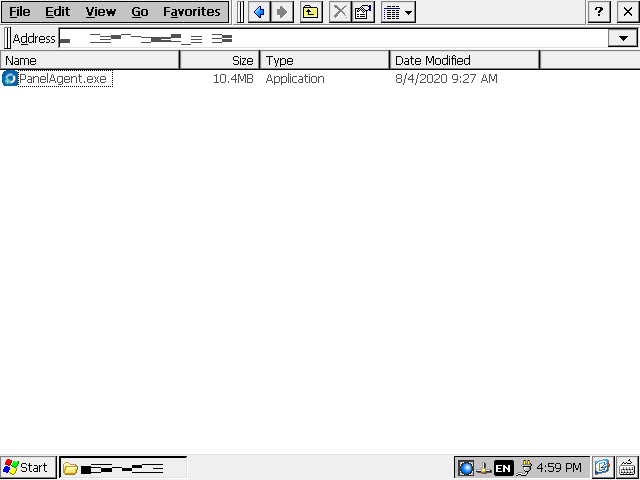 File Edit View Go Favorites
Address
Name Size Type Date Modified
PanelAgent.exe 10.4MB Application 8/4/2020 9:27 AM
Start EN 4:59 PM